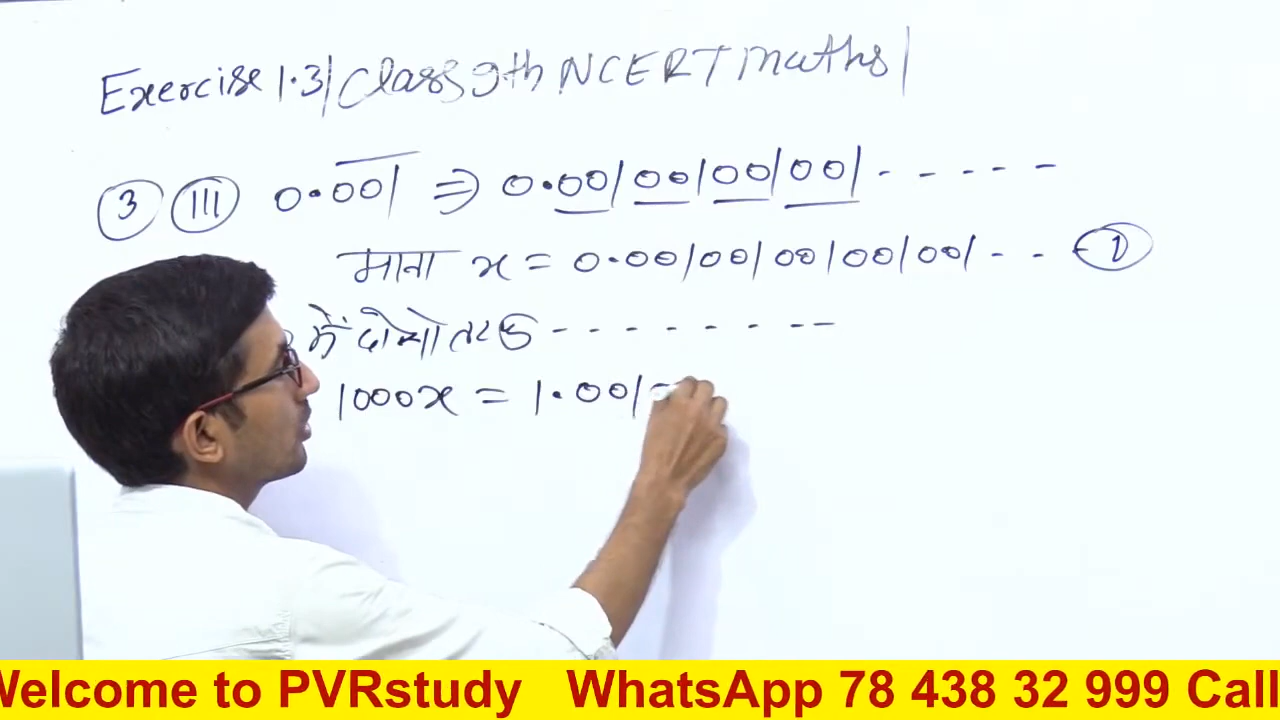 Exercise 1.3| Class 9th NCERT Maths|
3 III 0.001̅ ⇒ 0.001001001001------
माना x = 0.001001001001001--- 1
में दोनो तरफ ---------
1000x = 1.001
Welcome to PVRstudy WhatsApp 78 438 32 999 Call